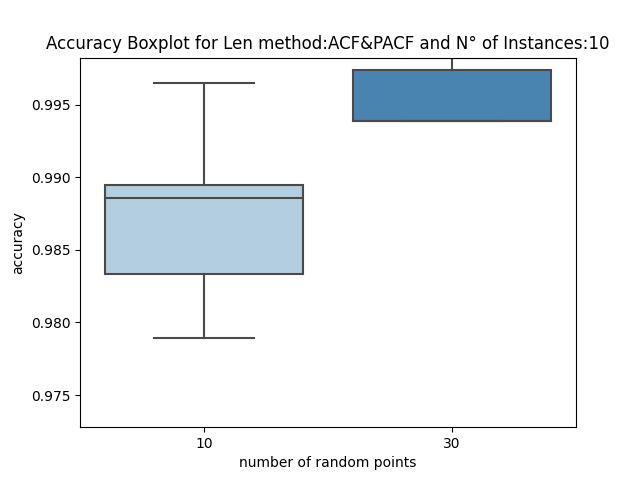 Accuracy Boxplot for Len method:ACF&PACF and N° of Instances:10
0.995
0.990
0.985
0.980
0.975
accuracy
10
30
number of random points